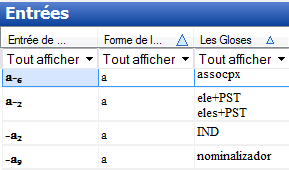 Entrées
Entrée de ... Forme de l... Les Gloses
Tout afficher Tout afficher Tout afficher
a-₆ a assocpx
a-₂ a ele+PST
eles+PST
-a₂ a IND
-a₉ a nominalizador